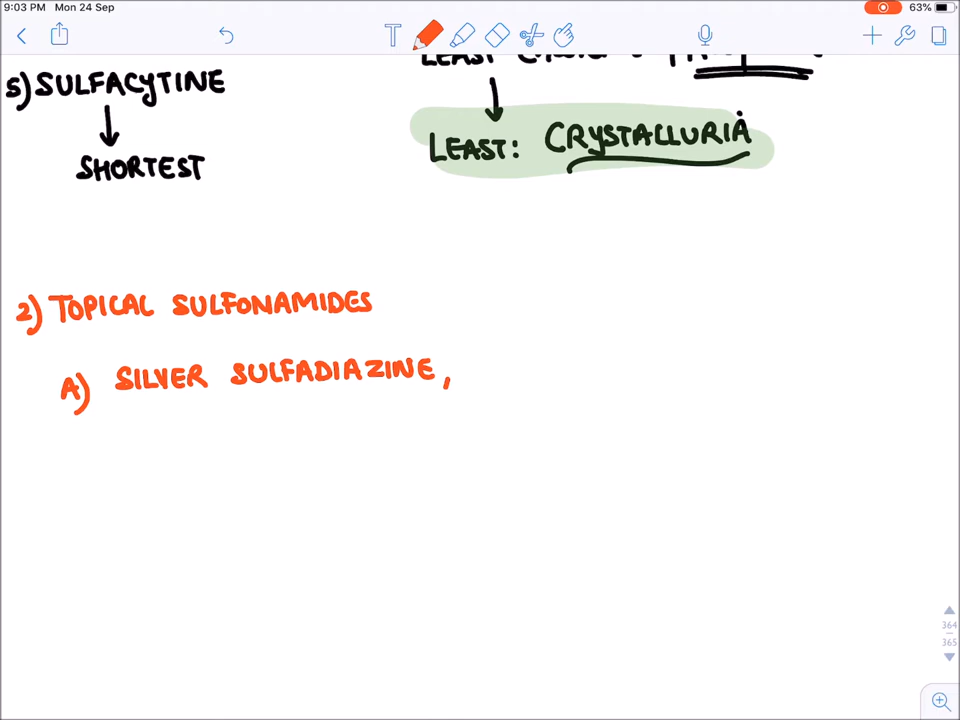 9:03 PM Mon 24 Sep
63%
T
5) SULFACYTINE
SHORTEST
LEAST
LEAST: CRYSTALLURIA
2) TOPICAL SULFONAMIDES
A) SILVER SULFADIAZINE,
364
365